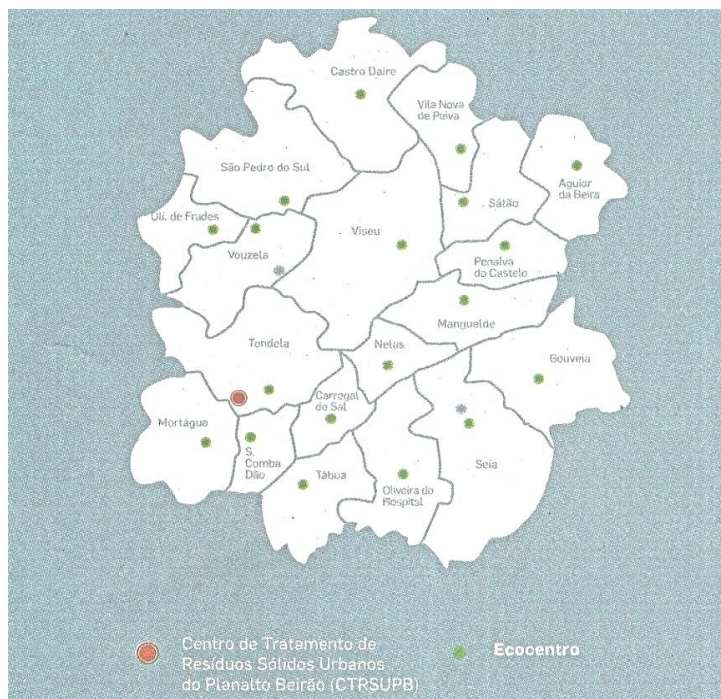 Castro Daire
Vila Nova
de Paiva
São Pedro do Sul
Aguiar
da Beira
Sátão
Oli. de Frades
Viseu
Vouzela
Penalva
do Castelo
Mangualde
Tondela
Nelas
Gouveia
Carregal
do Sal
Mortágua
S.
Comba
Dão
Tábua
Oliveira do
Hospital
Seia
Centro de Tratamento de
Resíduos Sólidos Urbanos
do Planalto Beirão (CTRSUPB)
Ecocentro